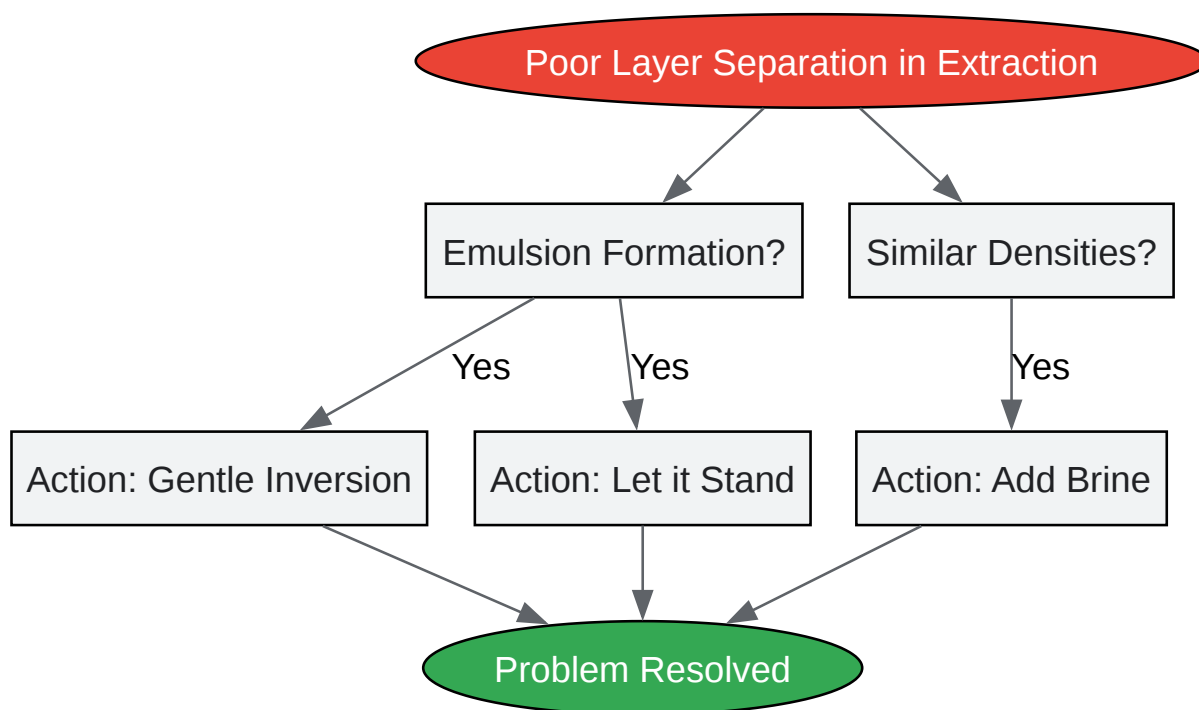 Poor Layer Separation in Extraction
Emulsion Formation?
Similar Densities?
Yes
Yes
Yes
Action: Gentle Inversion
Action: Let it Stand
Action: Add Brine
Problem Resolved